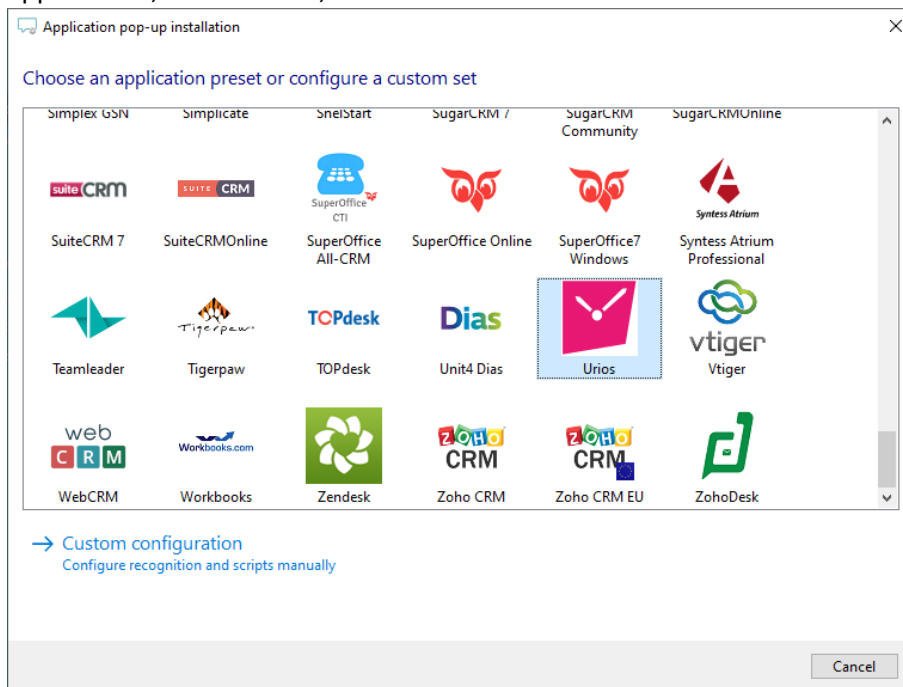 Application pop-up installation
Choose an application preset or configure a custom set
Simplex GSN Simplicate SnelStart SugarCRM 7 SugarCRM SugarCRMOnline
Community
suite CRM SUITE CRM SuperOffice Syntess Atrium
CTI
SuiteCRM 7 SuiteCRMOnline SuperOffice SuperOffice Online SuperOffice7 Syntess Atrium
All-CRM Windows Professional
Tigerpaw TOPdesk Dias vtiger
Teamleader Tigerpaw TOPdesk Unit4 Dias Urios Vtiger
web ZOHO ZOHO
CRM Workbooks.com CRM CRM
WebCRM Workbooks Zendesk Zoho CRM Zoho CRM EU ZohoDesk
Custom configuration
Configure recognition and scripts manually
Cancel